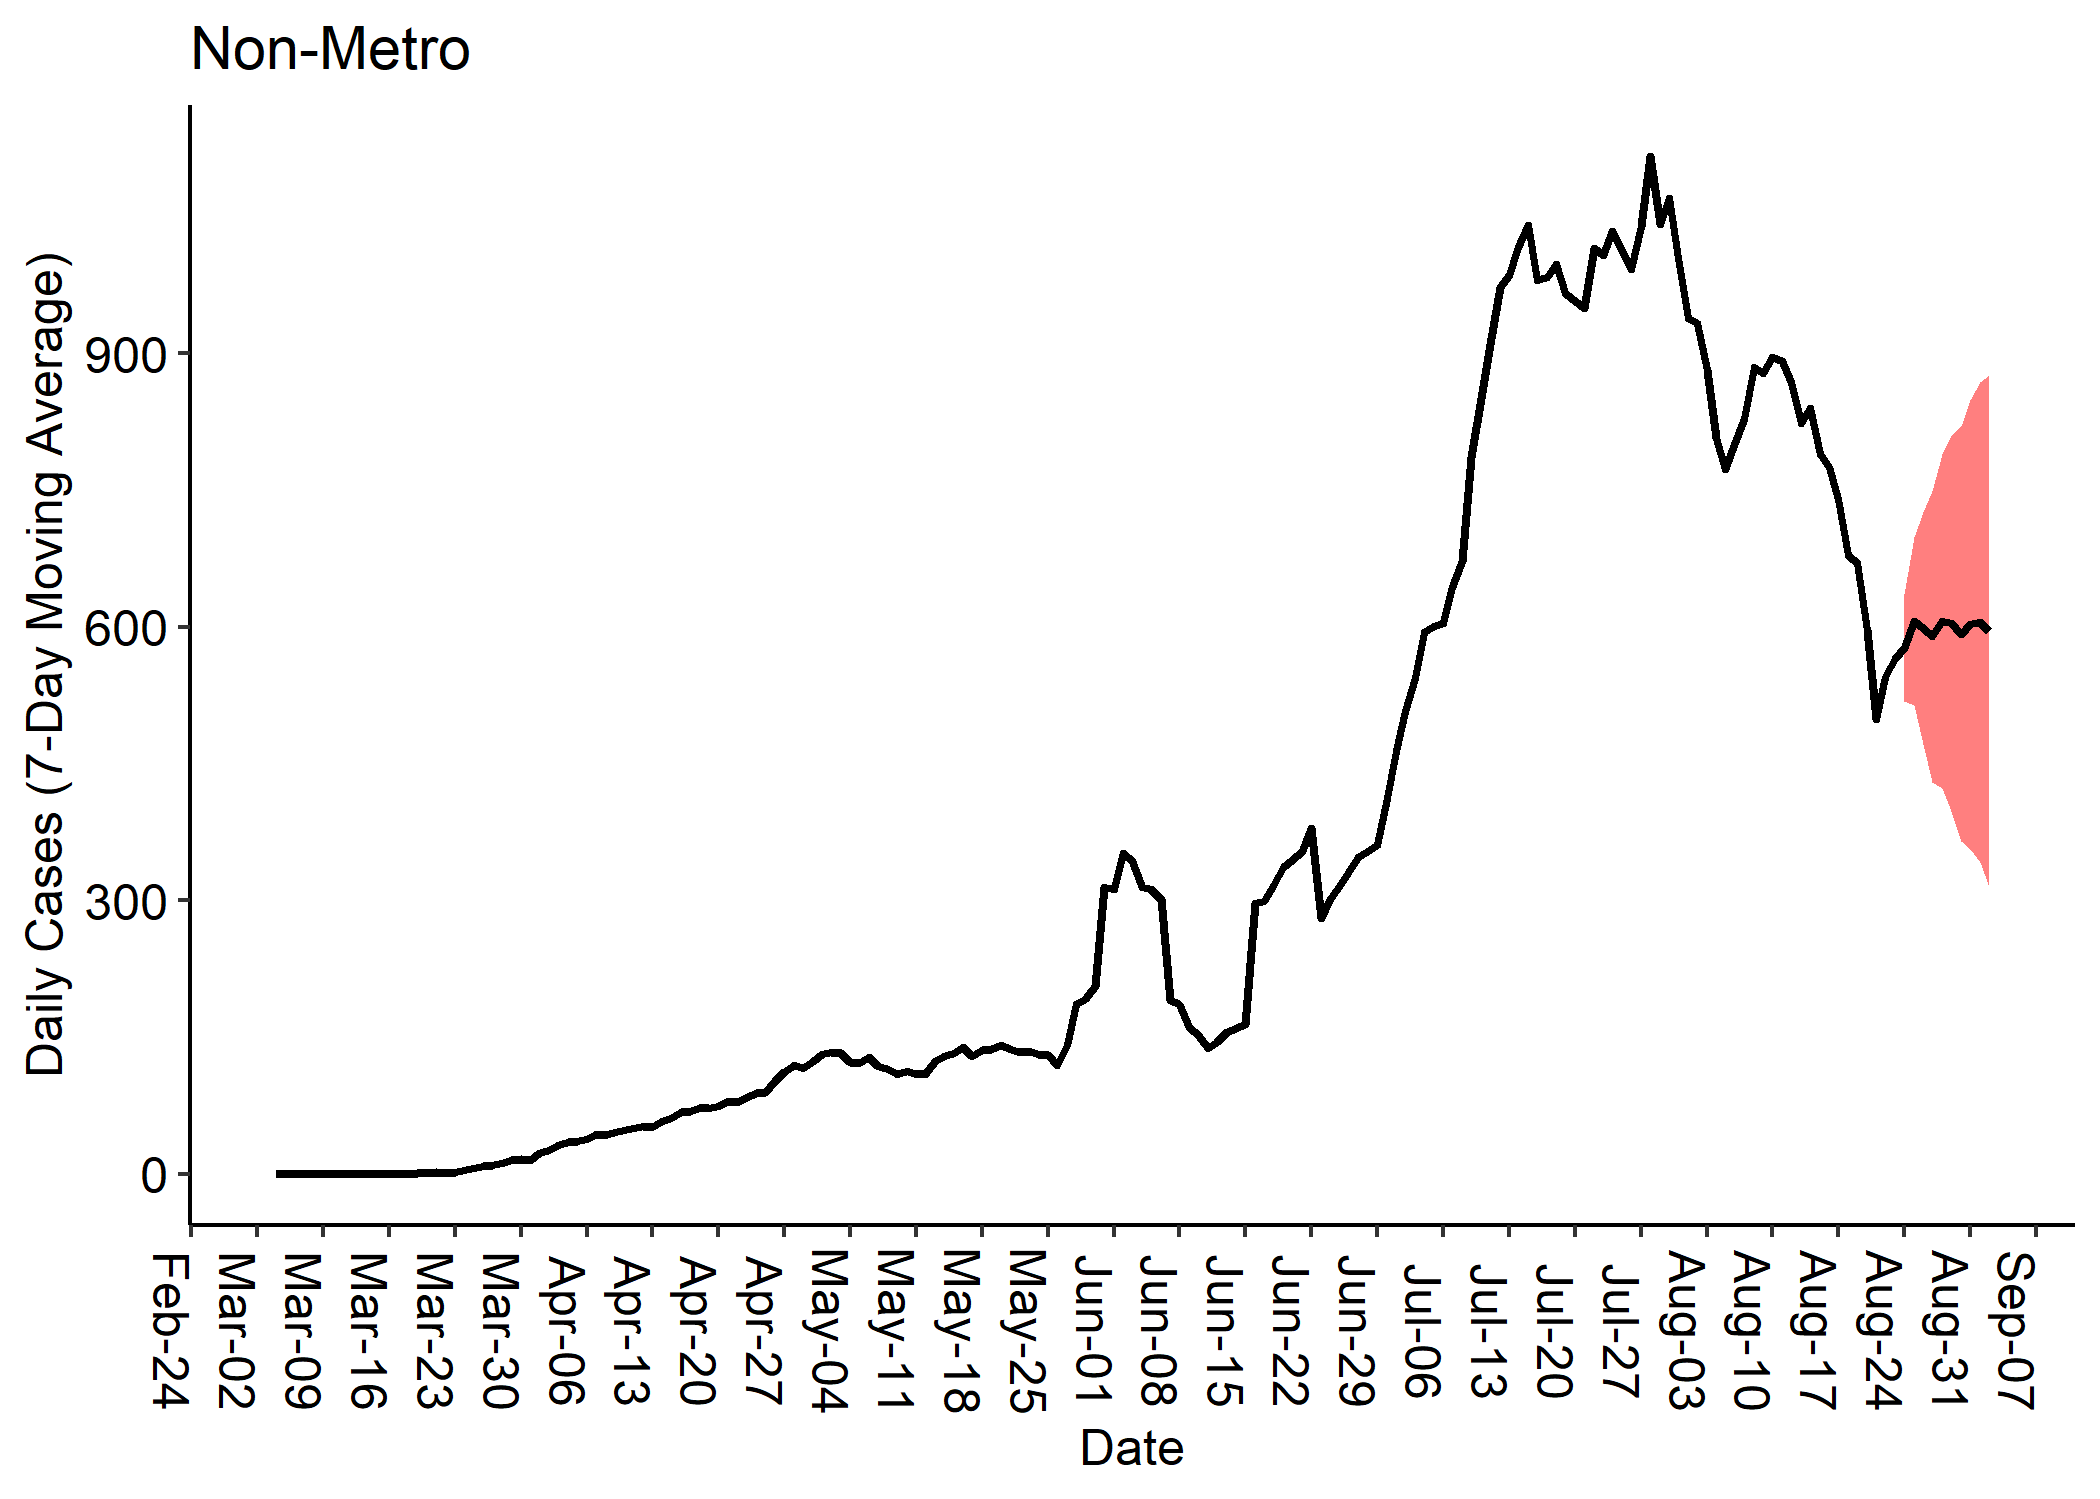 Non-Metro
Daily Cases (7-Day Moving Average)
900
600
300
0
Feb-24
Mar-02
Mar-09
Mar-16
Mar-23
Mar-30
Apr-06
Apr-13
Apr-20
Apr-27
May-04
May-11
May-18
May-25
Jun-01
Jun-08
Jun-15
Jun-22
Jun-29
Jul-06
Jul-13
Jul-20
Jul-27
Aug-03
Aug-10
Aug-17
Aug-24
Aug-31
Sep-07
Date